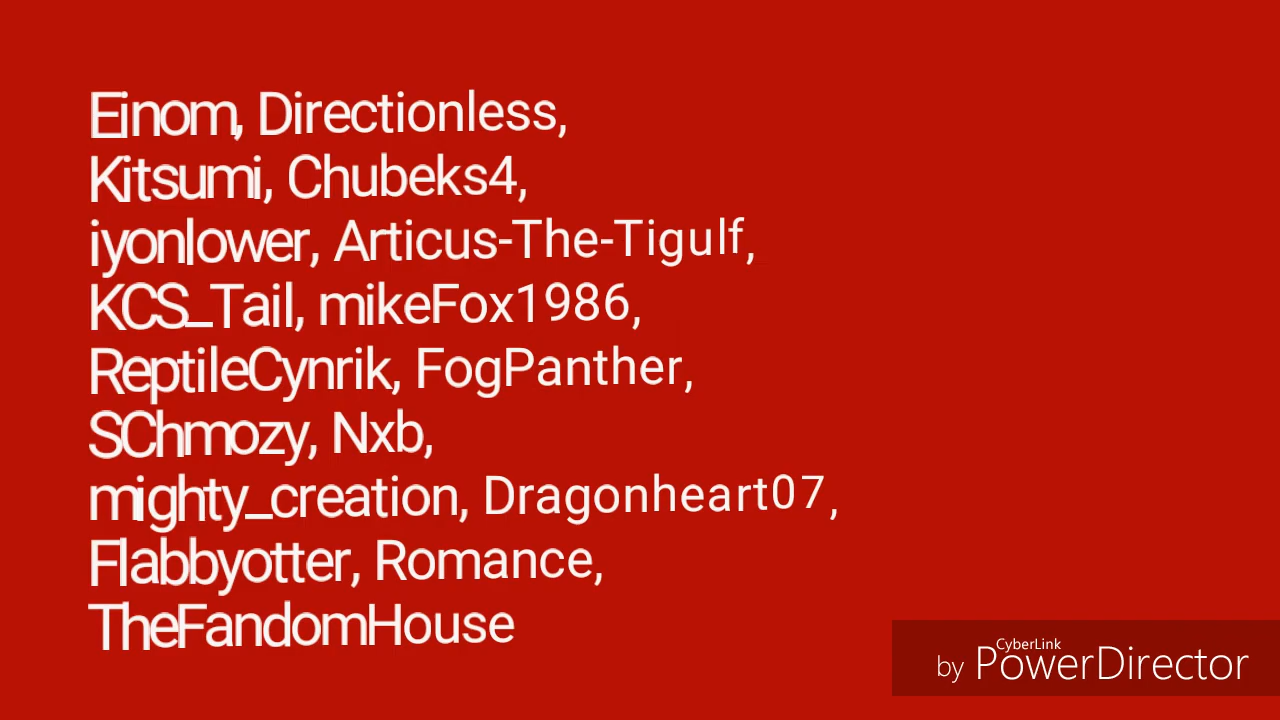 Einom, Directionless,
Kitsumi, Chubeks4,
iyonlower, Articus-The-Tigulf,
KCS_Tail, mikeFox1986,
ReptileCynrik, FogPanther,
SChmozy, Nxb,
mighty_creation, Dragonheart07,
Flabbyotter, Romance,
TheFandomHouse
CyberLink
by PowerDirector